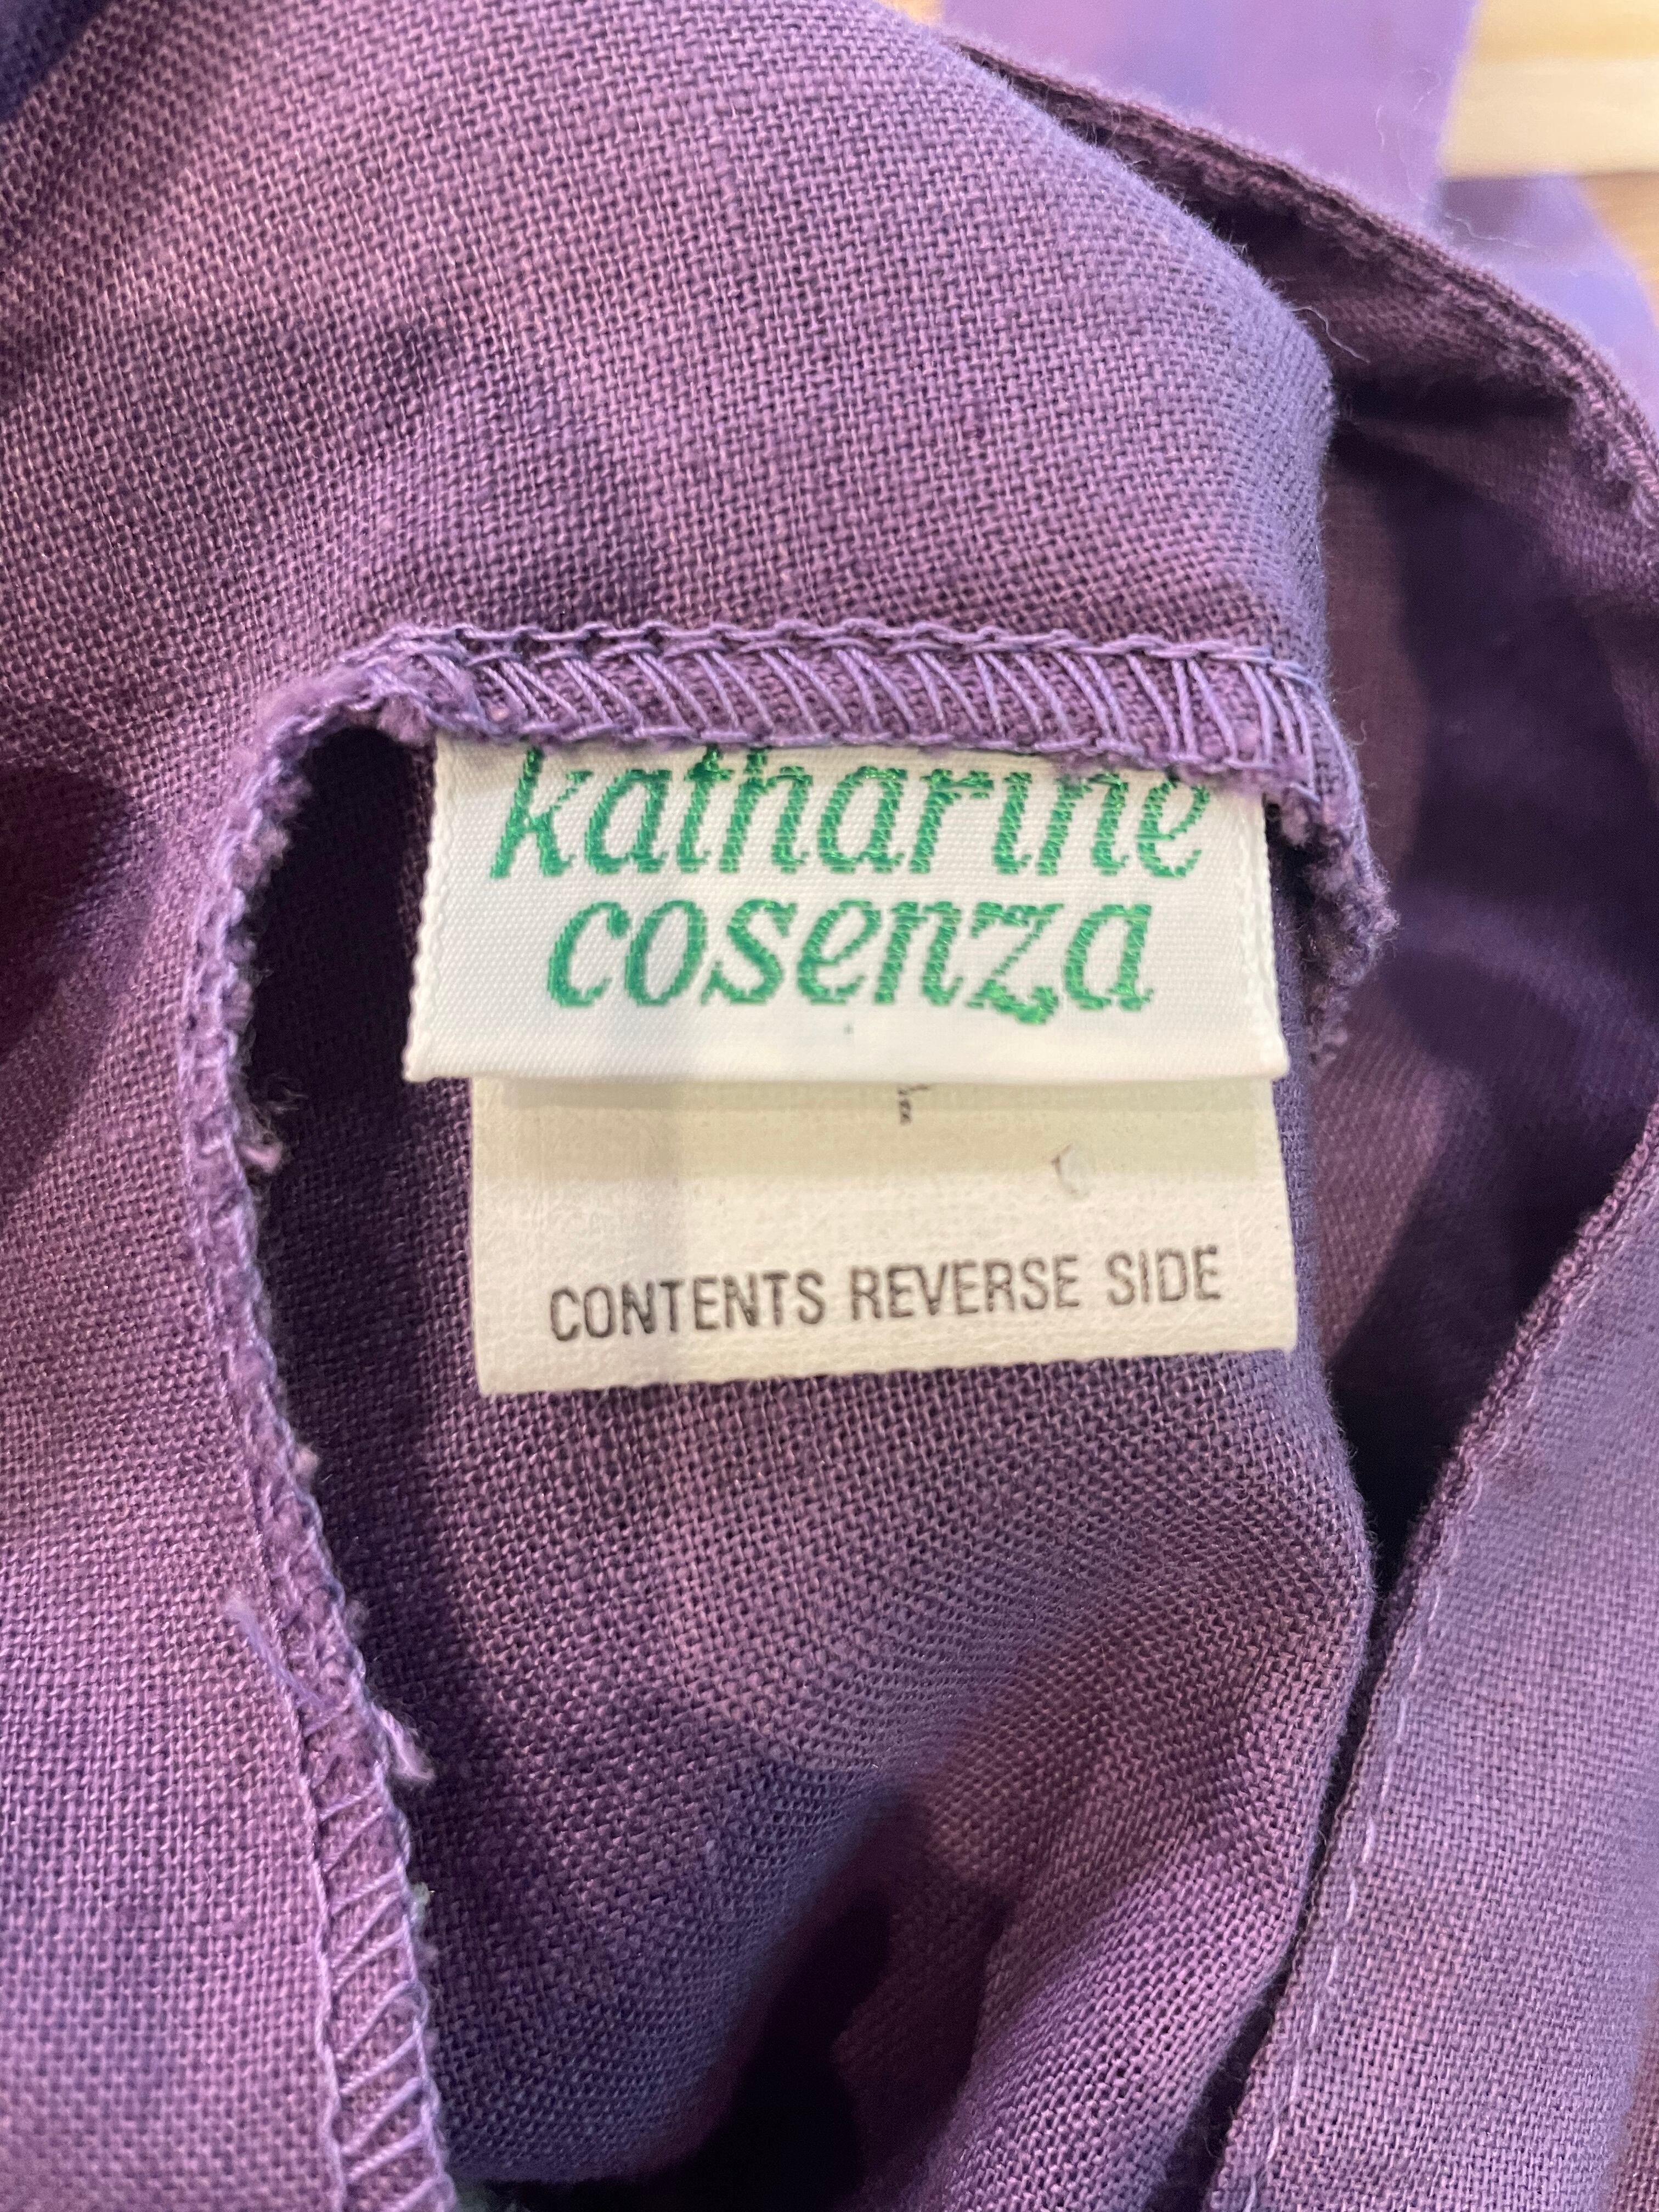 katharine
cosenza
CONTENTS REVERSE SIDE